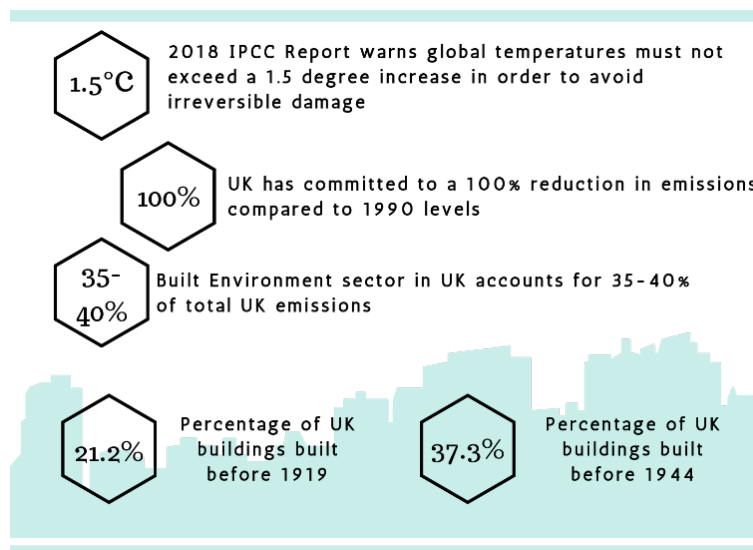 1.5°C
2018 IPCC Report warns global temperatures must not
exceed a 1.5 degree increase in order to avoid
irreversible damage
100%
UK has committed to a 100% reduction in emissions
compared to 1990 levels
35-
40%
Built Environment sector in UK accounts for 35-40%
of total UK emissions
21.2%
Percentage of UK
buildings built
before 1919
37.3%
Percentage of UK
buildings built
before 1944